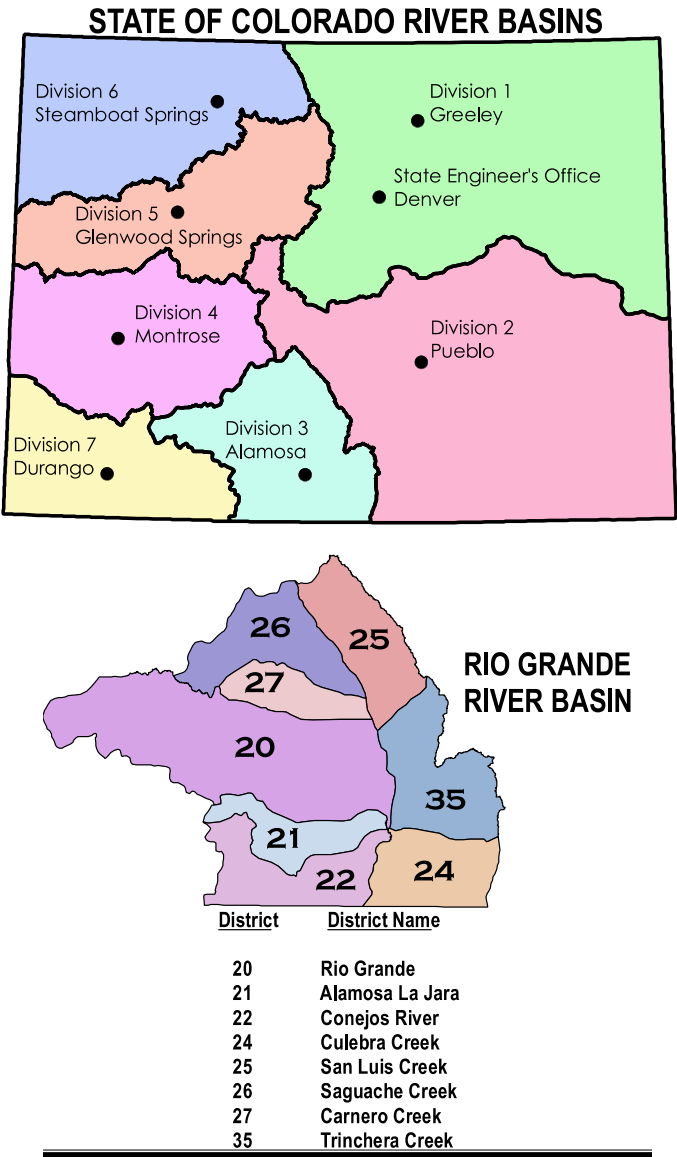 STATE OF COLORADO RIVER BASINS
Division 6
Steamboat Springs
Division 1
Greeley
State Engineer's Office
Denver
Division 5
Glenwood Springs
Division 4
Montrose
Division 2
Pueblo
Division 3
Alamosa
Division 7
Durango
26
25
RIO GRANDE
RIVER BASIN
27
20
35
21
24
22
District District Name
20 Rio Grande
21 Alamosa La Jara
22 Conejos River
24 Culebra Creek
25 San Luis Creek
26 Saguache Creek
27 Carnero Creek
35 Trinchera Creek